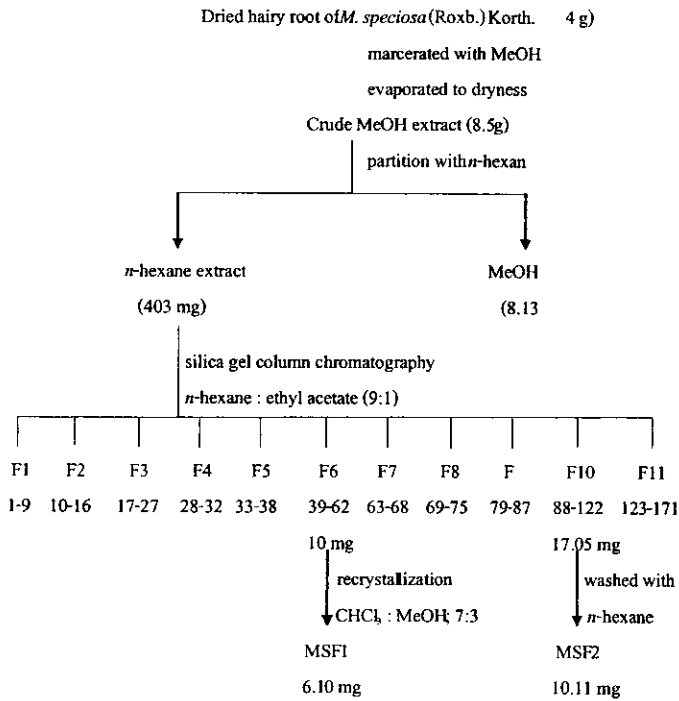 Dried hairy root of M. speciosa (Roxb.) Korth. 4 g)
marcerated with MeOH
evaporated to dryness
Crude MeOH extract (8.5g)
partition with n-hexan
n-hexane extract MeOH
(403 mg) (8.13
silica gel column chromatography
n-hexane : ethyl acetate (9:1)
F1 F2 F3 F4 F5 F6 F7 F8 F F10 F11
1-9 10-16 17-27 28-32 33-38 39-62 63-68 69-75 79-87 88-122 123-171
10 mg 17.05 mg
recrystallization washed with
CHCl, : MeOH; 7:3 n-hexane
MSF1 MSF2
6.10 mg 10.11 mg